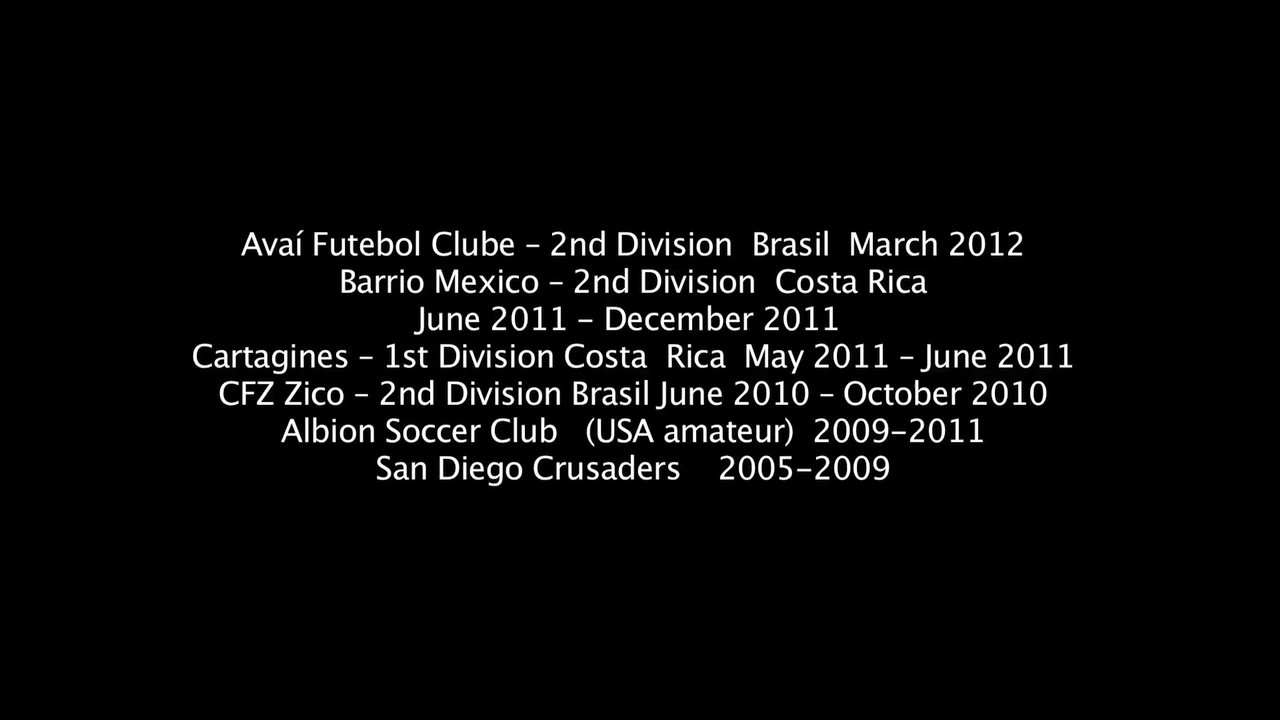 Avaí Futebol Clube – 2nd Division  Brasil  March 2012
Barrio Mexico – 2nd Division  Costa Rica
June 2011 – December 2011
Cartagines – 1st Division Costa  Rica  May 2011 – June 2011
CFZ Zico – 2nd Division Brasil June 2010 – October 2010
Albion Soccer Club   (USA amateur)  2009–2011
San Diego Crusaders    2005–2009